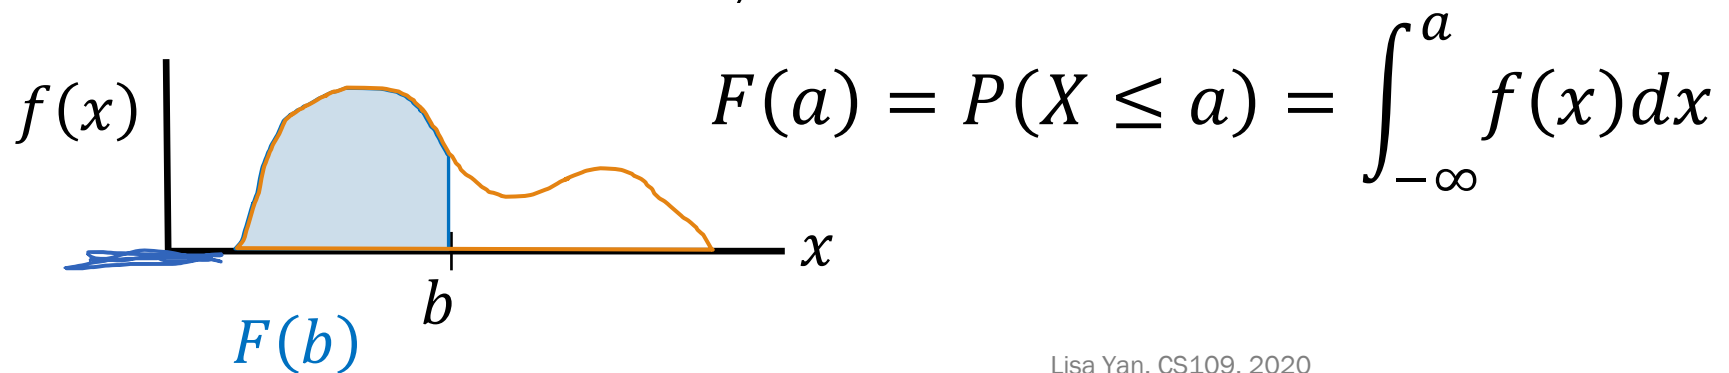 f(x)
F(a) = P(X ≤ a) = ∫_{−∞}^{a} f(x)dx
x
b
F(b)
Lisa Yan, CS109, 2020